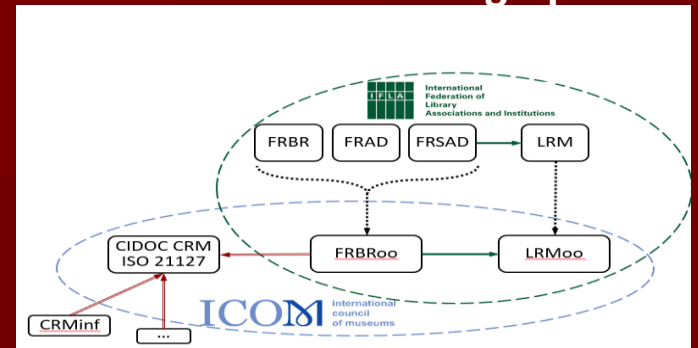 International
Federation of
Library
Associations and Institutions
IFLA
FRBR
FRAD
FRSAD
LRM
CIDOC CRM
ISO 21127
FRBRoo
LRMoo
CRMinf
...
ICOM
international
council
of museums